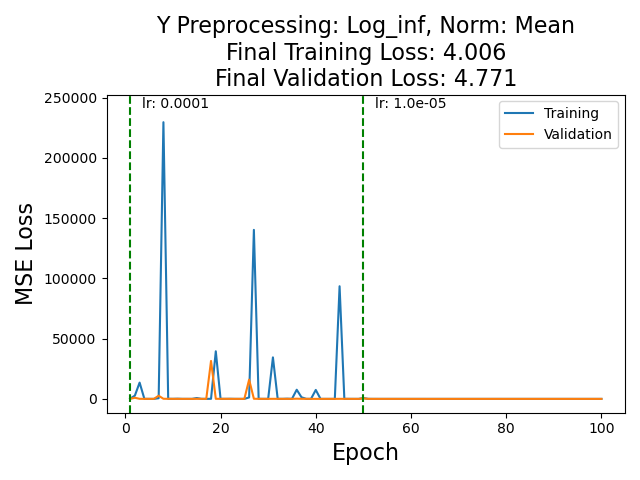 Y Preprocessing: Log_inf, Norm: Mean
Final Training Loss: 4.006
Final Validation Loss: 4.771
lr: 0.0001
lr: 1.0e-05
Training
Validation
250000
200000
150000
100000
50000
0
MSE Loss
0
20
40
60
80
100
Epoch